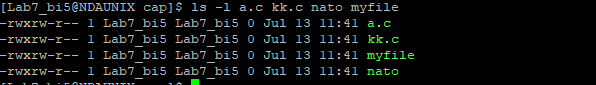 [Lab7_bi5@NDAUNIX cap]$ ls -l a.c kk.c nato myfile
-rwxrw-r-- 1 Lab7_bi5 Lab7_bi5 0 Jul 13 11:41 a.c
-rwxrw-r-- 1 Lab7_bi5 Lab7_bi5 0 Jul 13 11:41 kk.c
-rwxrw-r-- 1 Lab7_bi5 Lab7_bi5 0 Jul 13 11:41 myfile
-rwxrw-r-- 1 Lab7_bi5 Lab7_bi5 0 Jul 13 11:41 nato